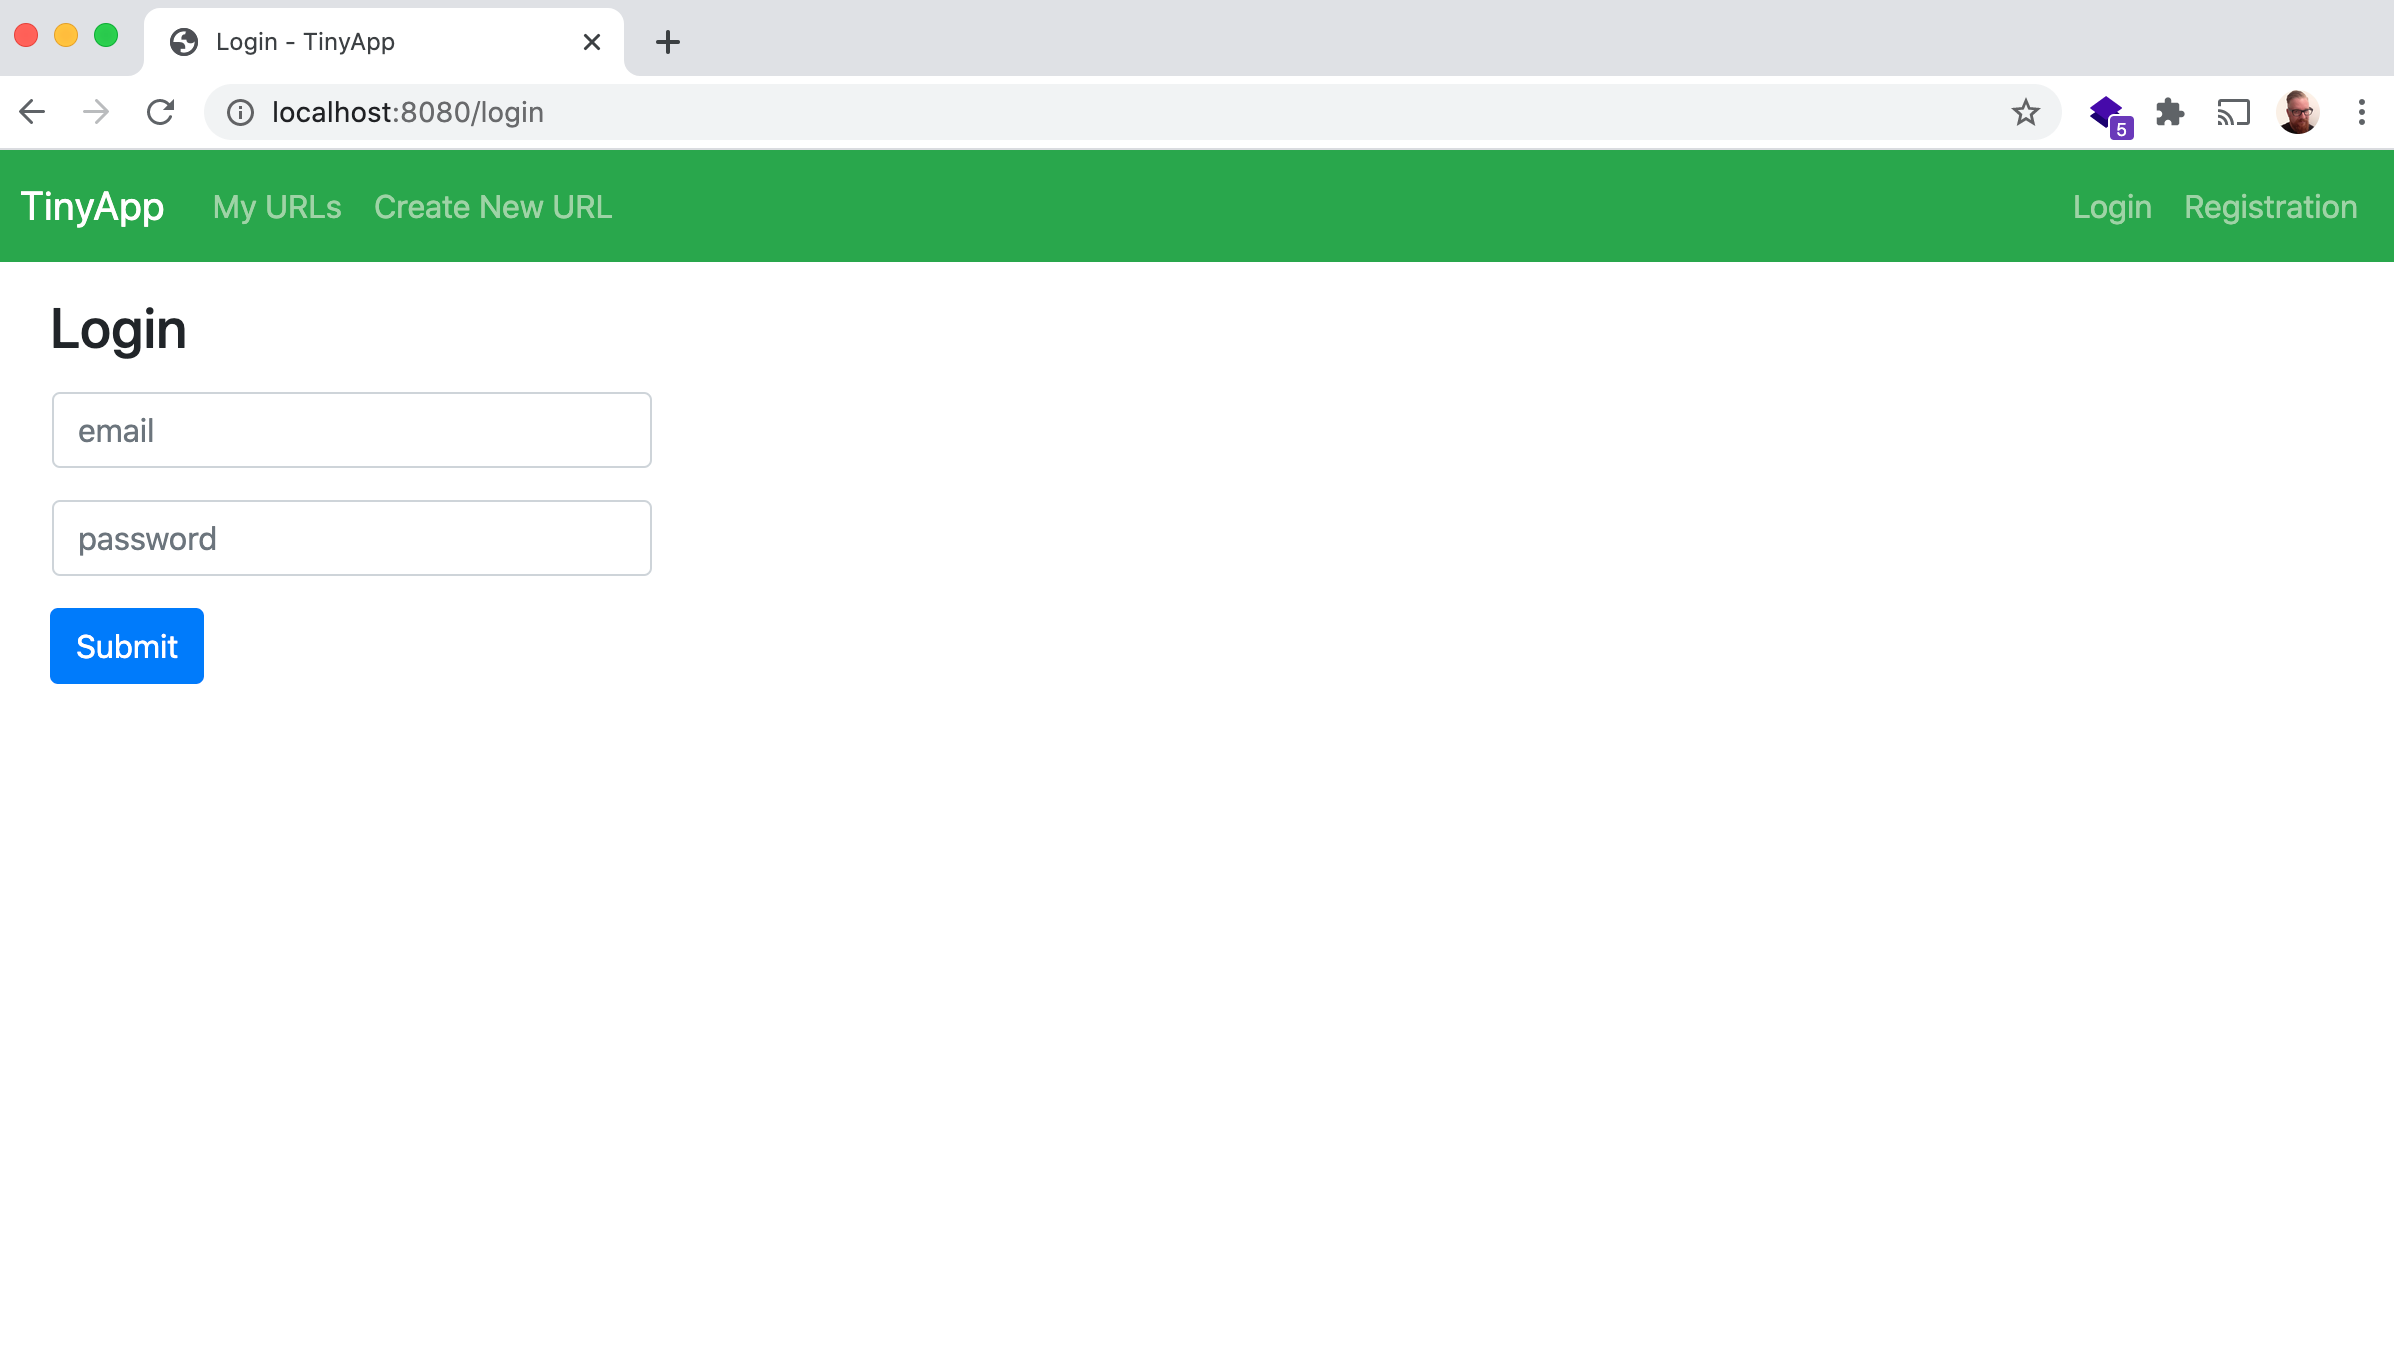 Login - TinyApp
localhost:8080/login
5
TinyApp My URLs Create New URL Login Registration
Login
email
password
Submit